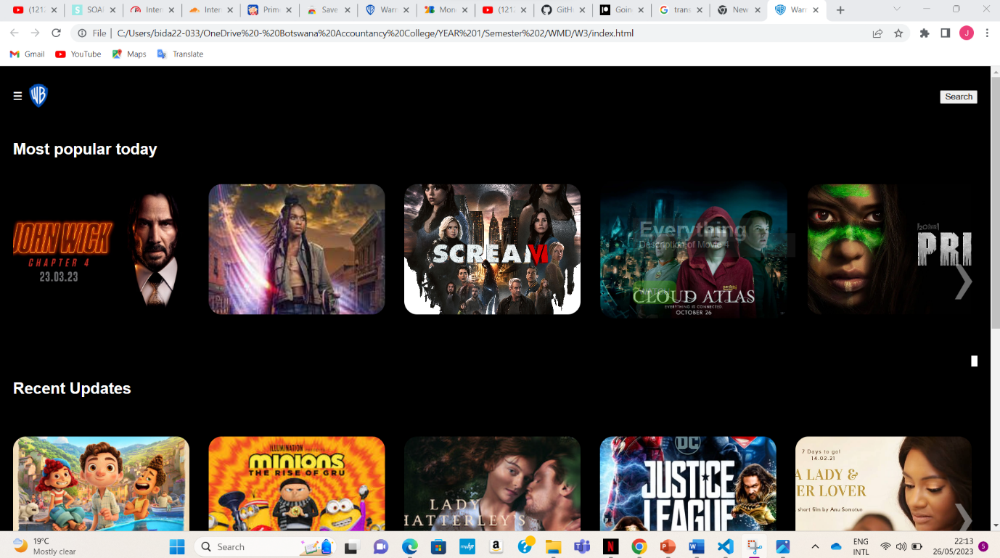 (121: SOAI Inter Inter Prim Save Warr Mon (121: GitH Goin trans New Warr
File | C:/Users/bida22-033/OneDrive%20-%20Botswana%20Accountancy%20College/YEAR%201/Semester%202/WMD/W3/index.html
Gmail YouTube Maps Translate
WB
Search
Most popular today
JOHN WICK
CHAPTER 4
23.03.23
SCREAM VI
Everything
Description of Movie 4
CLOUD ATLAS
EVERYTHING IS CONNECTED.
OCTOBER 26
PRE
Recent Updates
ILLUMINATION
MINIONS
THE RISE OF GRU
LADY
HATTERLEY'S
DC
JUSTICE
LEAGUE
7 Days to go!
14.02.21
A LADY &
ER LOVER
short film by Anu Somotun
19°C
Mostly clear
Search
ENG
INTL
22:13
26/05/2023
5